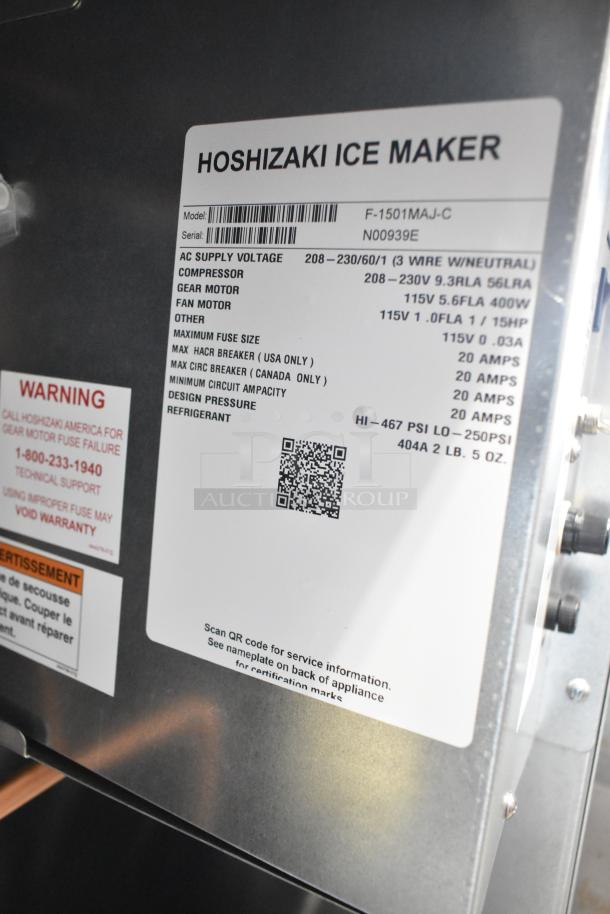 HOSHIZAKI ICE MAKER
Model: F-1501MAJ-C
Serial: N00939E
AC SUPPLY VOLTAGE 208-230/60/1 (3 WIRE W/NEUTRAL)
COMPRESSOR 208-230V 9.3RLA 56LRA
GEAR MOTOR 115V 5.6FLA 400W
FAN MOTOR 115V 1 .0FLA 1 / 15HP
OTHER 115V 0 .03A
MAXIMUM FUSE SIZE 20 AMPS
MAX HACR BREAKER ( USA ONLY ) 20 AMPS
MAX CIRC BREAKER ( CANADA ONLY ) 20 AMPS
MINIMUM CIRCUIT AMPACITY 20 AMPS
DESIGN PRESSURE HI-467 PSI LO-250PSI
REFRIGERANT 404A 2 LB. 5 OZ.
PCI
AUCTION GROUP
Scan QR code for service information.
See nameplate on back of appliance
for certification marks
WARNING
CALL HOSHIZAKI AMERICA FOR
GEAR MOTOR FUSE FAILURE
1-800-233-1940
TECHNICAL SUPPORT
USING IMPROPER FUSE MAY
VOID WARRANTY
ERTISSEMENT
e de secousse
ique. Couper le
ct avant réparer
ent.